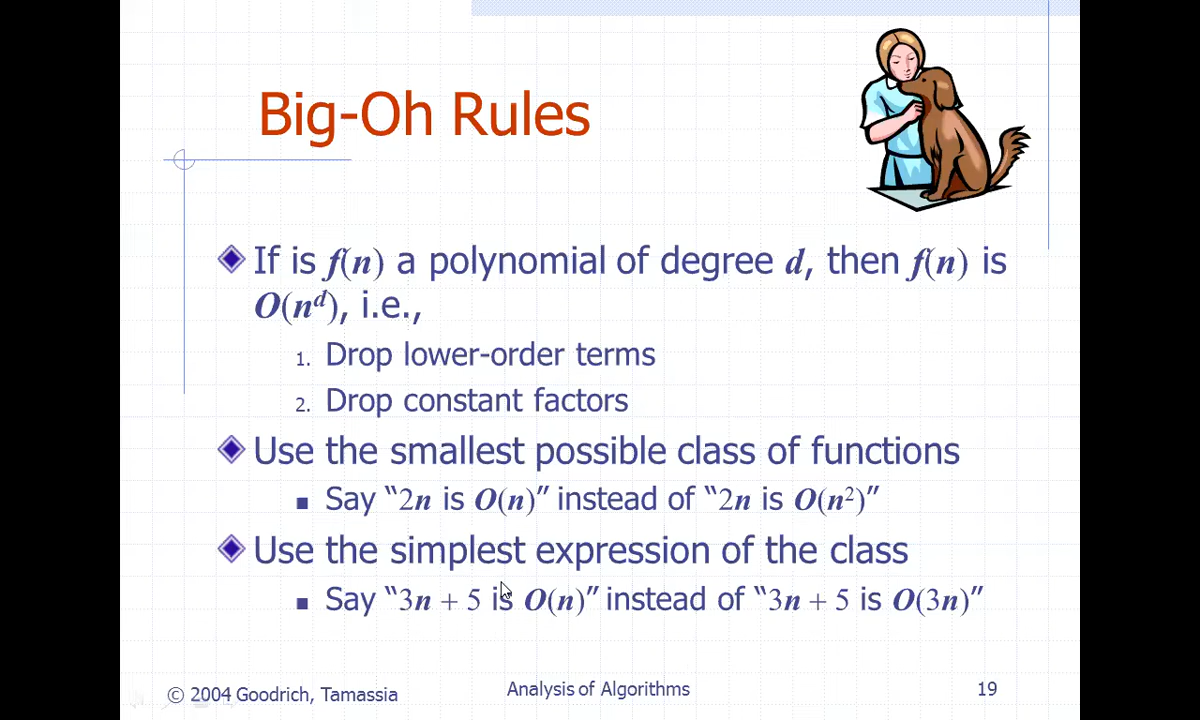 Big-Oh Rules
If is f(n) a polynomial of degree d, then f(n) is
O(nᵈ), i.e.,
1. Drop lower-order terms
2. Drop constant factors
Use the smallest possible class of functions
Say “2n is O(n)” instead of “2n is O(n²)”
Use the simplest expression of the class
Say “3n + 5 is O(n)” instead of “3n + 5 is O(3n)”
© 2004 Goodrich, Tamassia
Analysis of Algorithms
19